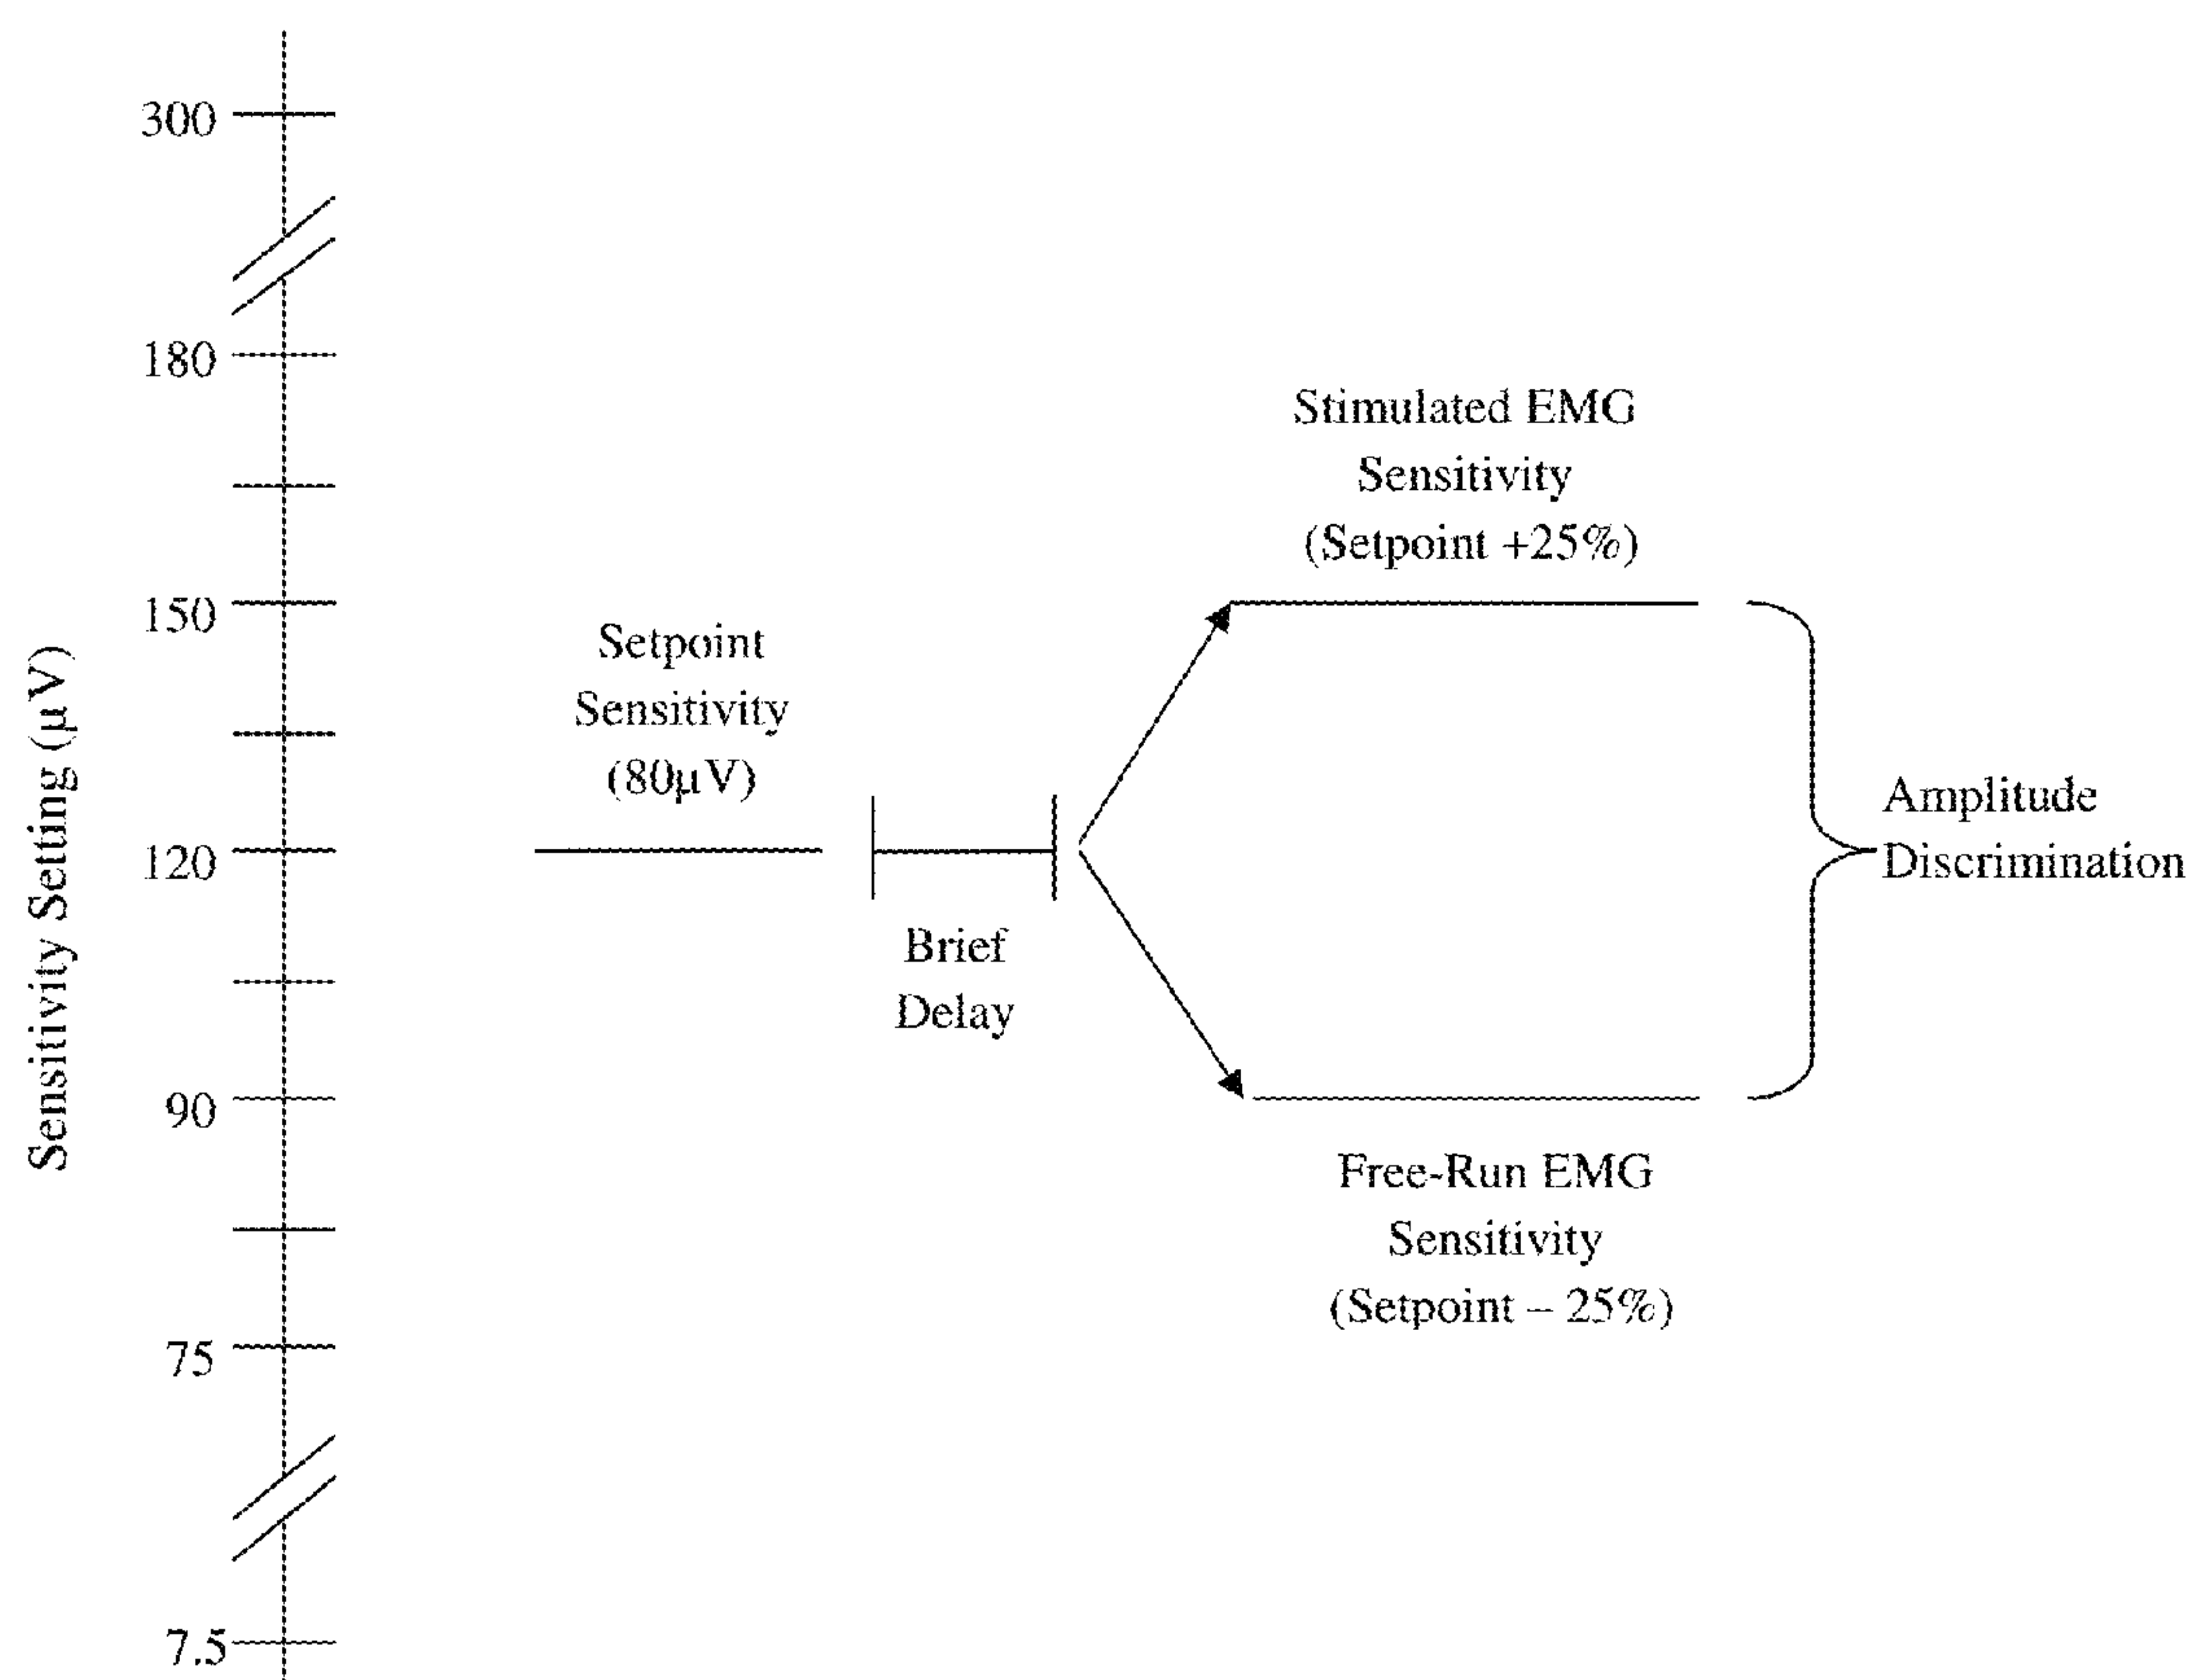 300
180
150
120
90
75
7.5
Sensitivity Setting (µV)
Setpoint
Sensitivity
(80µV)
Brief
Delay
Stimulated EMG
Sensitivity
(Setpoint +25%)
Amplitude
Discrimination
Free-Run EMG
Sensitivity
(Setpoint – 25%)